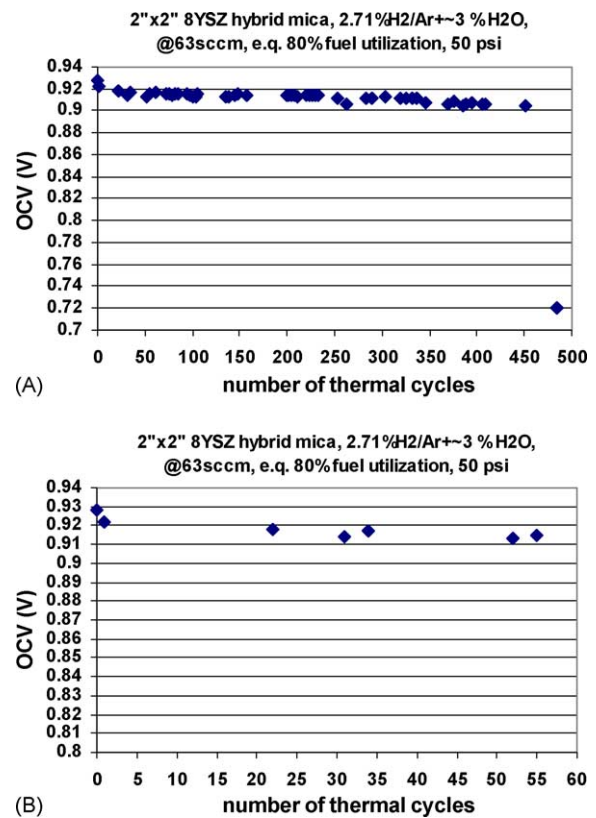 2"x2" 8YSZ hybrid mica, 2.71%H2/Ar+~3 %H2O,
@63sccm, e.q. 80%fuel utilization, 50 psi
0.94
0.92
0.9
0.88
0.86
0.84
0.82
0.8
0.78
0.76
0.74
0.72
0.7
OCV (V)
0 50 100 150 200 250 300 350 400 450 500
(A)
number of thermal cycles
2"x2" 8YSZ hybrid mica, 2.71%H2/Ar+~3 %H2O,
@63sccm, e.q. 80%fuel utilization, 50 psi
0.94
0.93
0.92
0.91
0.9
0.89
0.88
0.87
0.86
0.85
0.84
0.83
0.82
0.81
0.8
OCV (V)
0 5 10 15 20 25 30 35 40 45 50 55 60
(B)
number of thermal cycles